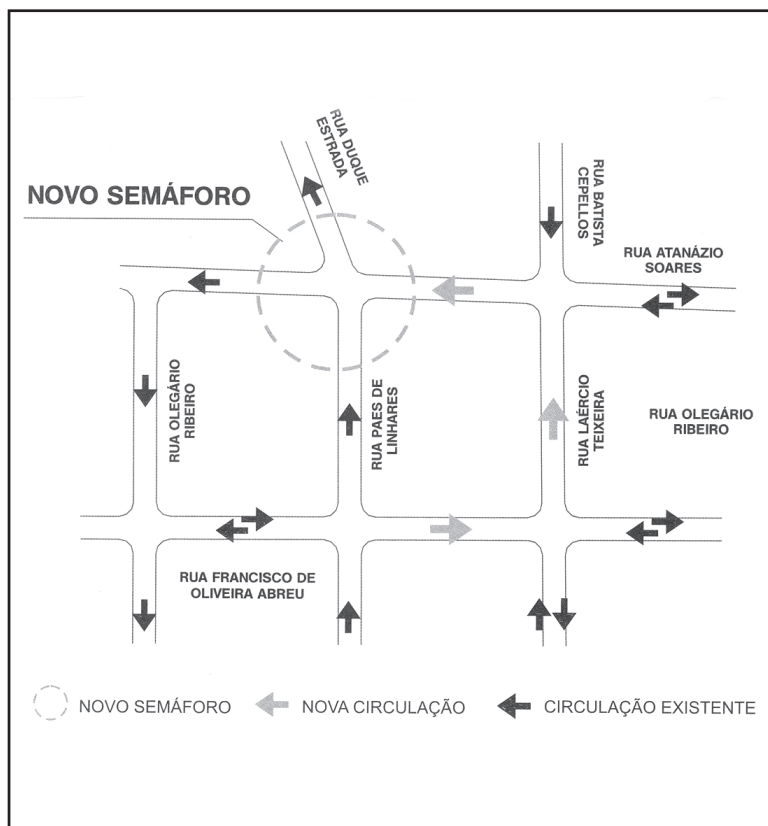 RUA DUQUE
ESTRADA
NOVO SEMÁFORO
RUA BATISTA
CEPELLOS
RUA ATANÁZIO
SOARES
RUA OLEGÁRIO
RIBEIRO
RUA PAES DE
LINHARES
RUA LAÉRCIO
TEIXEIRA
RUA OLEGÁRIO
RIBEIRO
RUA FRANCISCO DE
OLIVEIRA ABREU
NOVO SEMÁFORO
NOVA CIRCULAÇÃO
CIRCULAÇÃO EXISTENTE